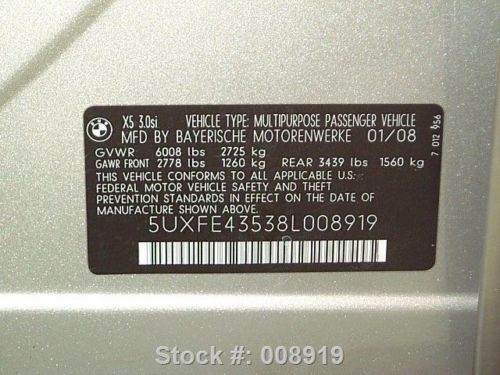 BMW
X5 3.0si VEHICLE TYPE: MULTIPURPOSE PASSENGER VEHICLE
MFD BY BAYERISCHE MOTORENWERKE 01/08
GVWR 6008 lbs 2725 kg
GAWR FRONT 2778 lbs 1260 kg REAR 3439 lbs 1560 kg
THIS VEHICLE CONFORMS TO ALL APPLICABLE U.S.
FEDERAL MOTOR VEHICLE SAFETY, BUMPER AND THEFT
PREVENTION STANDARDS IN EFFECT ON THE DATE OF
MANUFACTURE SHOWN ABOVE.
5UXFE43538L008919
7 012 956
Stock #: 008919